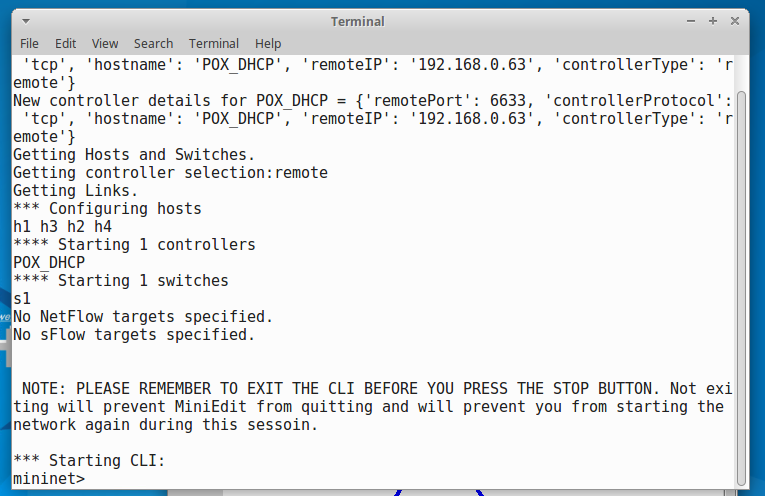 Terminal
File Edit View Search Terminal Help
'tcp', 'hostname': 'POX_DHCP', 'remoteIP': '192.168.0.63', 'controllerType': 'r
emote'}
New controller details for POX_DHCP = {'remotePort': 6633, 'controllerProtocol':
'tcp', 'hostname': 'POX_DHCP', 'remoteIP': '192.168.0.63', 'controllerType': 'r
emote'}
Getting Hosts and Switches.
Getting controller selection:remote
Getting Links.
*** Configuring hosts
h1 h3 h2 h4
**** Starting 1 controllers
POX_DHCP
**** Starting 1 switches
s1
No NetFlow targets specified.
No sFlow targets specified.
NOTE: PLEASE REMEMBER TO EXIT THE CLI BEFORE YOU PRESS THE STOP BUTTON. Not exi
ting will prevent MiniEdit from quitting and will prevent you from starting the
network again during this sessoin.
*** Starting CLI:
mininet>